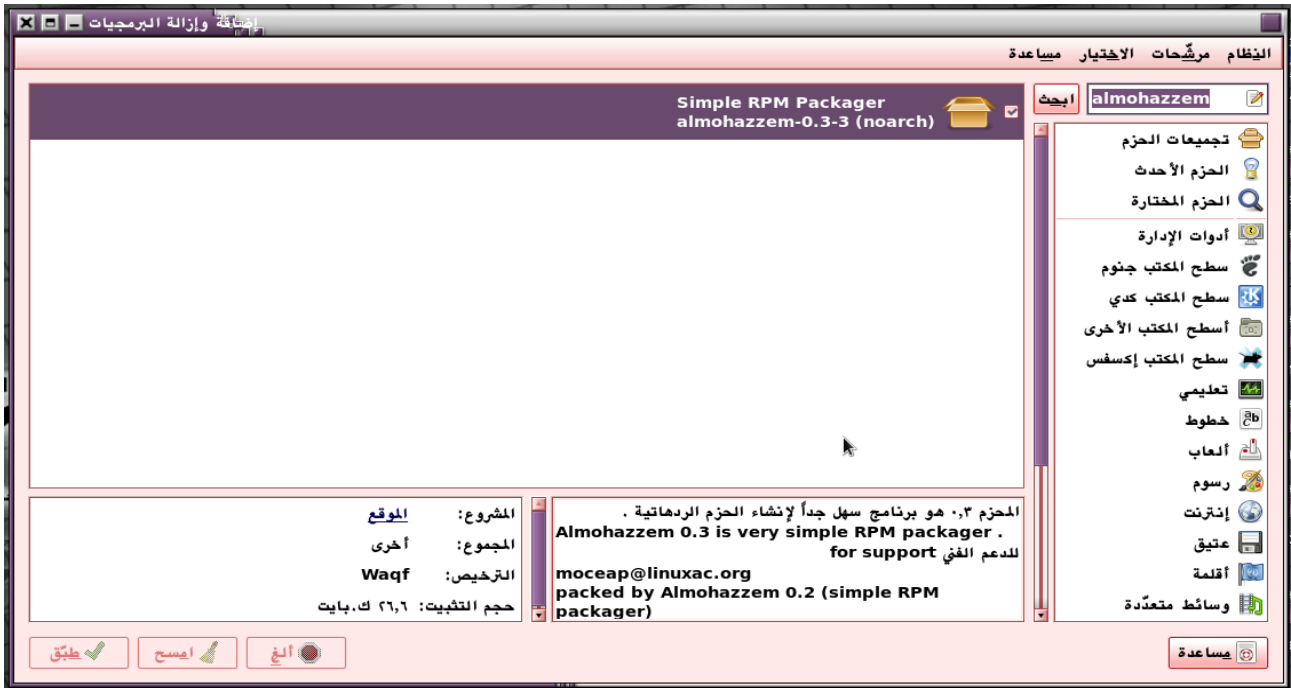 إضافة وإزالة البرمجيات
النظام مرشّحات الاختيار مساعدة
almohazzem ابحث
تجميعات الحزم
الحزم الأحدث
الحزم المختارة
أدوات الإدارة
سطح المكتب جنوم
سطح المكتب كدي
أسطح المكتب الأخرى
سطح المكتب إكسفس
تعليمي
خطوط
ألعاب
رسوم
إنترنت
عتيق
أقلمة
وسائط متعدّدة
Simple RPM Packager
almohazzem-0.3-3 (noarch)
المحزم ٠,٣ هو برنامج سهل جداً لإنشاء الحزم الردهاتية .
Almohazzem 0.3 is very simple RPM packager .
للدعم الفني for support
moceap@linuxac.org
packed by Almohazzem 0.2 (simple RPM
packager)
المشروع: الموقع
المجموع: أخرى
الترخيص: Waqf
حجم التثبيت: ٢٦,٦ ك.بايت
مساعدة
ألغ
امسح
طبّق